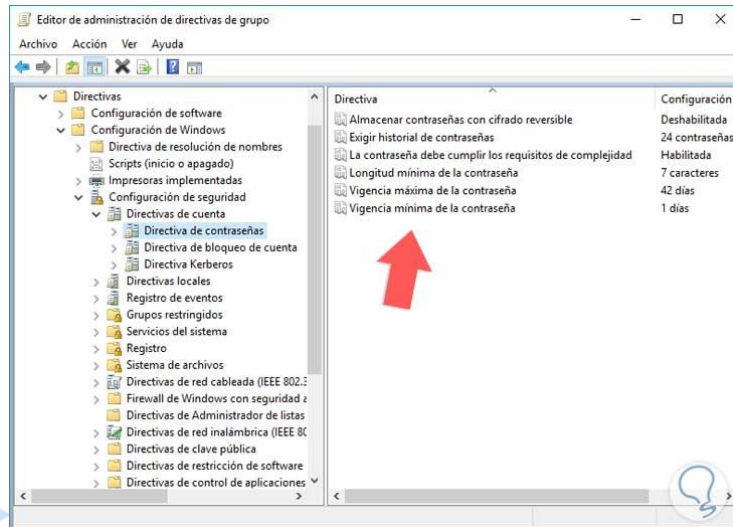 Editor de administración de directivas de grupo
Archivo Acción Ver Ayuda
Directivas
Configuración de software
Configuración de Windows
Directiva de resolución de nombres
Scripts (inicio o apagado)
Impresoras implementadas
Configuración de seguridad
Directivas de cuenta
Directiva de contraseñas
Directiva de bloqueo de cuenta
Directiva Kerberos
Directivas locales
Registro de eventos
Grupos restringidos
Servicios del sistema
Registro
Sistema de archivos
Directivas de red cableada (IEEE 802.3
Firewall de Windows con seguridad a
Directivas de Administrador de listas
Directivas de red inalámbrica (IEEE 80
Directivas de clave pública
Directivas de restricción de software
Directivas de control de aplicaciones
Directiva Configuración
Almacenar contraseñas con cifrado reversible Deshabilitada
Exigir historial de contraseñas 24 contraseñas
La contraseña debe cumplir los requisitos de complejidad Habilitada
Longitud mínima de la contraseña 7 caracteres
Vigencia máxima de la contraseña 42 días
Vigencia mínima de la contraseña 1 días